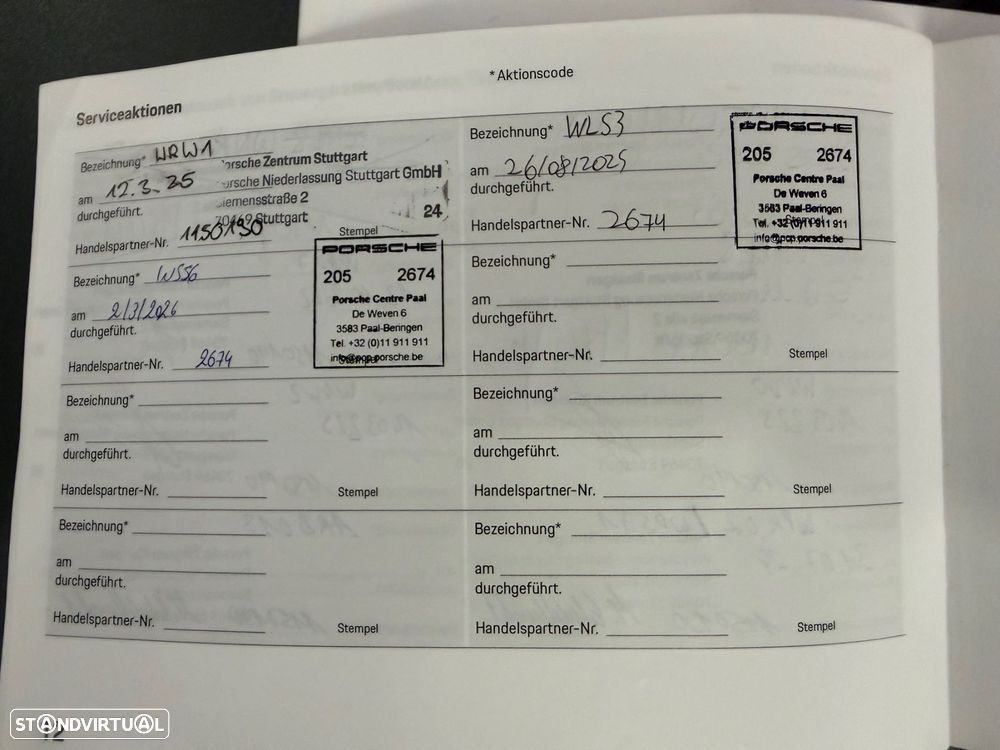 *Aktionscode
Serviceaktionen
Bezeichnung* WRW1
am 12.3.25
durchgeführt.
Handelspartner-Nr. 1150190
Porsche Zentrum Stuttgart
Porsche Niederlassung Stuttgart GmbH
Siemensstraße 2
70469 Stuttgart
24
Stempel
Bezeichnung* WLS3
am 26/08/2025
durchgeführt.
Handelspartner-Nr. 2674
PORSCHE
205 2674
Porsche Centre Paal
De Weven 6
3583 Paal-Beringen
Tel. +32 (0)11 911 911
info@pcp.porsche.be
Stempel
Bezeichnung* WSS6
am 2/3/2026
durchgeführt.
Handelspartner-Nr. 2674
PORSCHE
205 2674
Porsche Centre Paal
De Weven 6
3583 Paal-Beringen
Tel. +32 (0)11 911 911
info@pcp.porsche.be
Stempel
Bezeichnung*
am
durchgeführt.
Handelspartner-Nr.
Stempel
Bezeichnung*
am
durchgeführt.
Handelspartner-Nr.
Stempel
Bezeichnung*
am
durchgeführt.
Handelspartner-Nr.
Stempel
Bezeichnung*
am
durchgeführt.
Handelspartner-Nr.
Stempel
Bezeichnung*
am
durchgeführt.
Handelspartner-Nr.
Stempel
12
STANDVIRTUAL